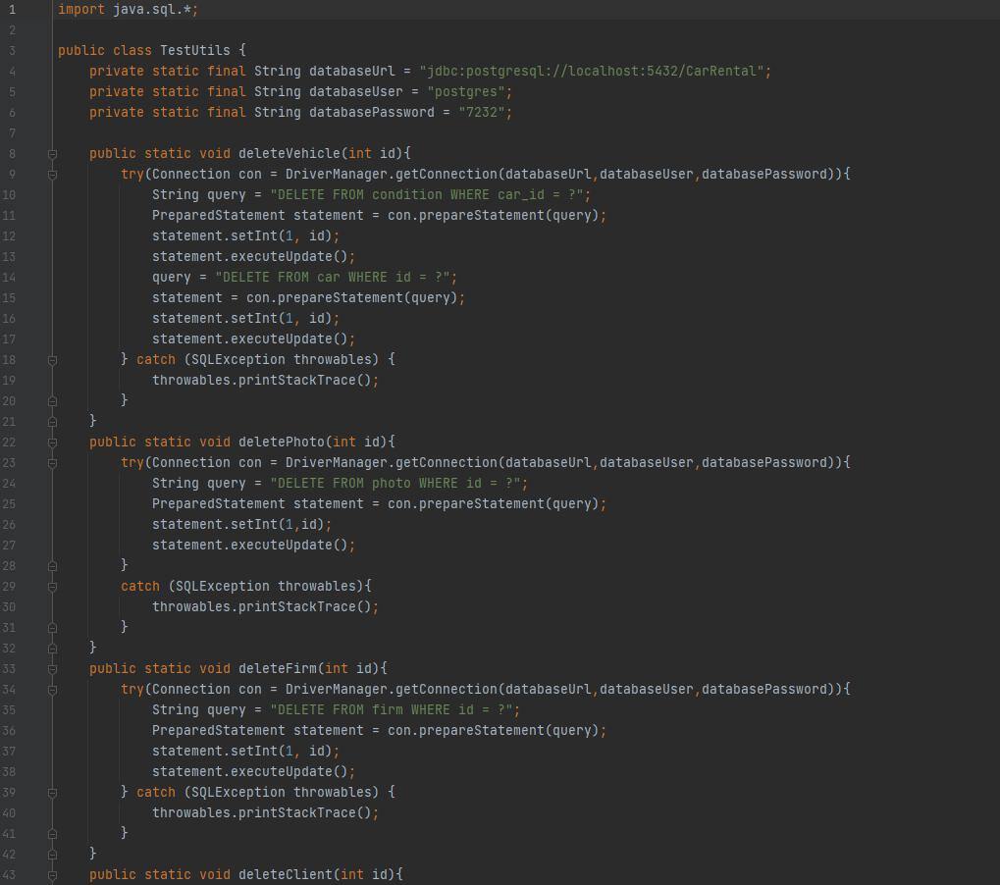 1 import java.sql.*;
2
3 public class TestUtils {
4 private static final String databaseUrl = "jdbc:postgresql://localhost:5432/CarRental";
5 private static final String databaseUser = "postgres";
6 private static final String databasePassword = "7232";
7
8 public static void deleteVehicle(int id){
9 try(Connection con = DriverManager.getConnection(databaseUrl,databaseUser,databasePassword)){
10 String query = "DELETE FROM condition WHERE car_id = ?";
11 PreparedStatement statement = con.prepareStatement(query);
12 statement.setInt(1, id);
13 statement.executeUpdate();
14 query = "DELETE FROM car WHERE id = ?";
15 statement = con.prepareStatement(query);
16 statement.setInt(1, id);
17 statement.executeUpdate();
18 } catch (SQLException throwables) {
19 throwables.printStackTrace();
20 }
21 }
22 public static void deletePhoto(int id){
23 try(Connection con = DriverManager.getConnection(databaseUrl,databaseUser,databasePassword)){
24 String query = "DELETE FROM photo WHERE id = ?";
25 PreparedStatement statement = con.prepareStatement(query);
26 statement.setInt(1,id);
27 statement.executeUpdate();
28 }
29 catch (SQLException throwables){
30 throwables.printStackTrace();
31 }
32 }
33 public static void deleteFirm(int id){
34 try(Connection con = DriverManager.getConnection(databaseUrl,databaseUser,databasePassword)){
35 String query = "DELETE FROM firm WHERE id = ?";
36 PreparedStatement statement = con.prepareStatement(query);
37 statement.setInt(1, id);
38 statement.executeUpdate();
39 } catch (SQLException throwables) {
40 throwables.printStackTrace();
41 }
42 }
43 public static void deleteClient(int id){